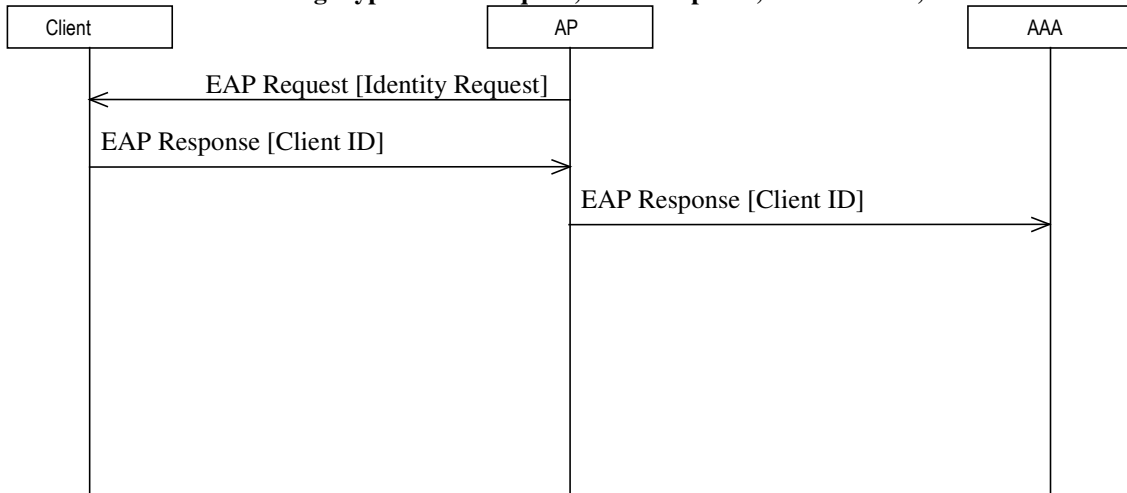 Client
AP
AAA
EAP Request [Identity Request]
EAP Response [Client ID]
EAP Response [Client ID]